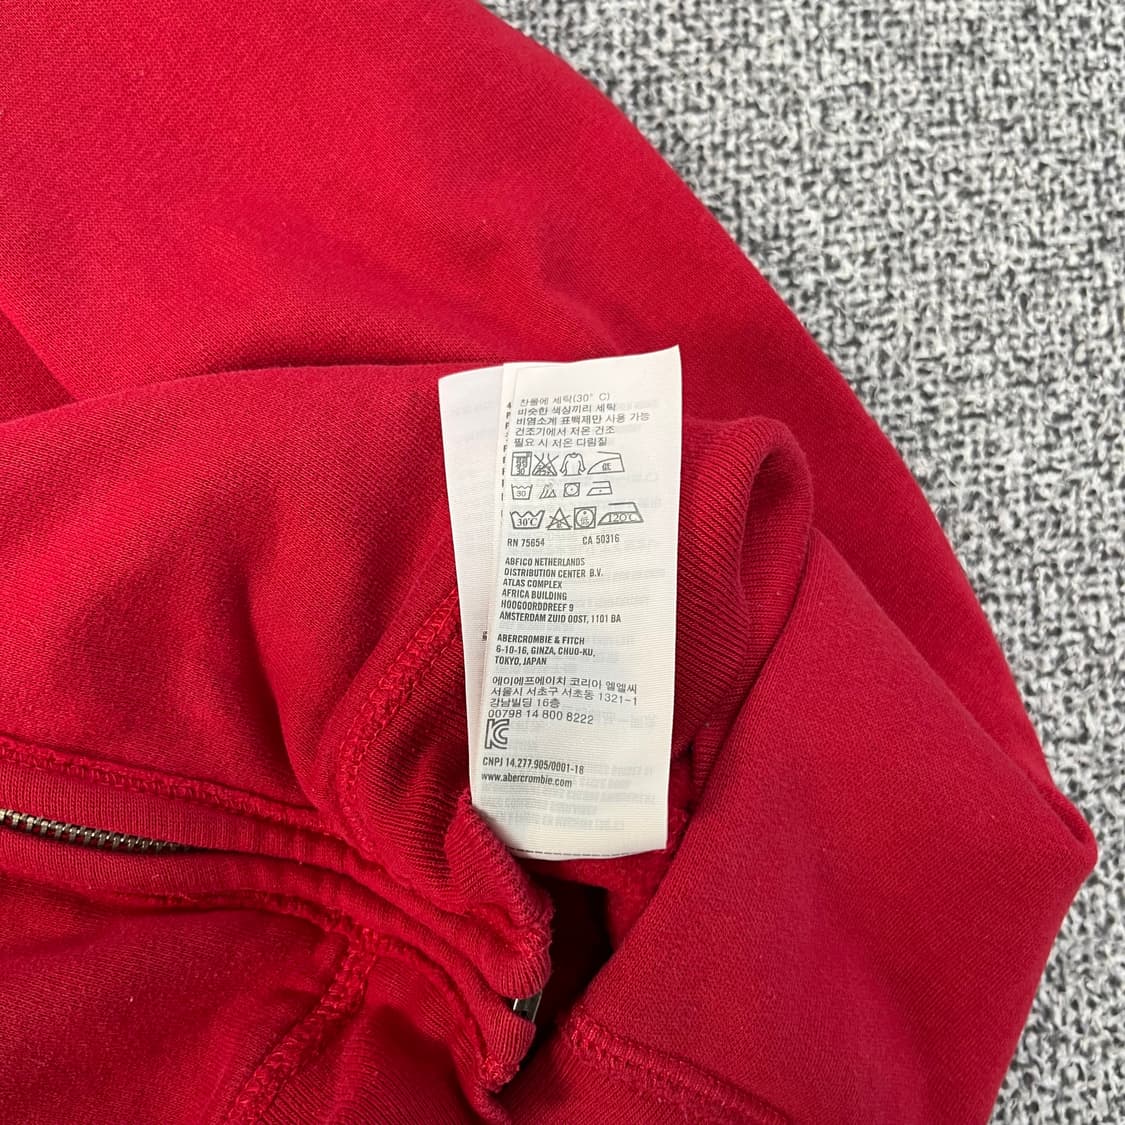 찬물에 세탁(30° C)
비슷한 색상끼리 세탁
비염소계 표백제만 사용 가능
건조기에서 저온 건조
필요 시 저온 다림질
30 低
30
30℃ 低 120℃
RN 75654 CA 50316
ABFICO NETHERLANDS
DISTRIBUTION CENTER B.V.
ATLAS COMPLEX
AFRICA BUILDING
HOOGOORDDREEF 9
AMSTERDAM ZUID OOST, 1101 BA
ABERCROMBIE & FITCH
6-10-16, GINZA, CHUO-KU,
TOKYO, JAPAN
에이에프에이치 코리아 엘엘씨
서울시 서초구 서초동 1321-1
강남빌딩 16층
00798 14 800 8222
CNPJ 14.277.905/0001-18
www.abercrombie.com